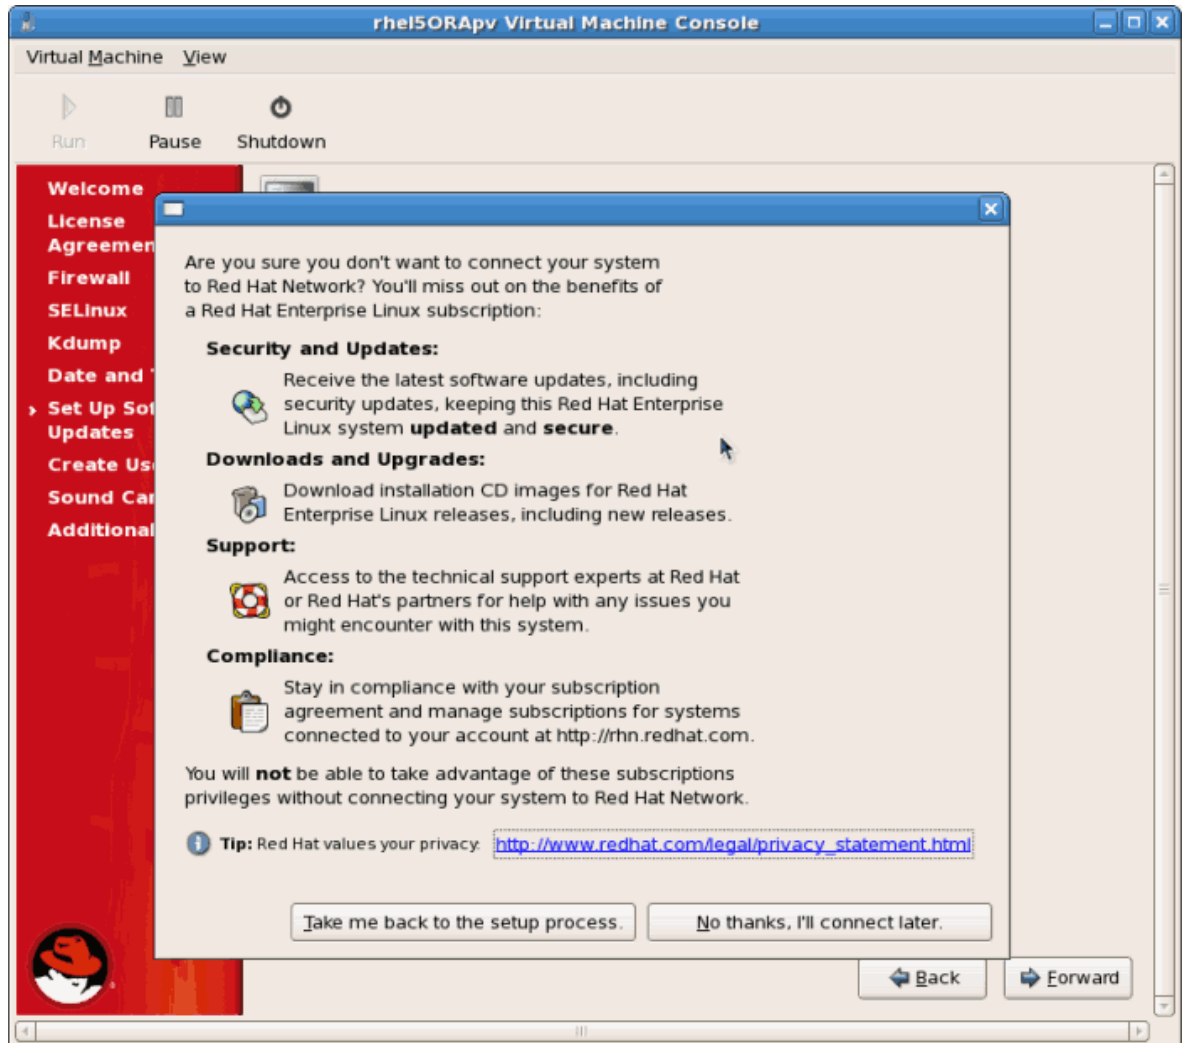 rhel5ORApv Virtual Machine Console
Virtual Machine View
Run Pause Shutdown
Welcome
License
Agreemen
Firewall
SELinux
Kdump
Date and
Set Up Sof
Updates
Create Us
Sound Car
Additional
Are you sure you don't want to connect your system
to Red Hat Network? You'll miss out on the benefits of
a Red Hat Enterprise Linux subscription:
Security and Updates:
Receive the latest software updates, including
security updates, keeping this Red Hat Enterprise
Linux system updated and secure.
Downloads and Upgrades:
Download installation CD images for Red Hat
Enterprise Linux releases, including new releases.
Support:
Access to the technical support experts at Red Hat
or Red Hat's partners for help with any issues you
might encounter with this system.
Compliance:
Stay in compliance with your subscription
agreement and manage subscriptions for systems
connected to your account at http://rhn.redhat.com.
You will not be able to take advantage of these subscriptions
privileges without connecting your system to Red Hat Network.
Tip: Red Hat values your privacy. http://www.redhat.com/legal/privacy_statement.html
Take me back to the setup process. No thanks, I'll connect later.
Back Forward